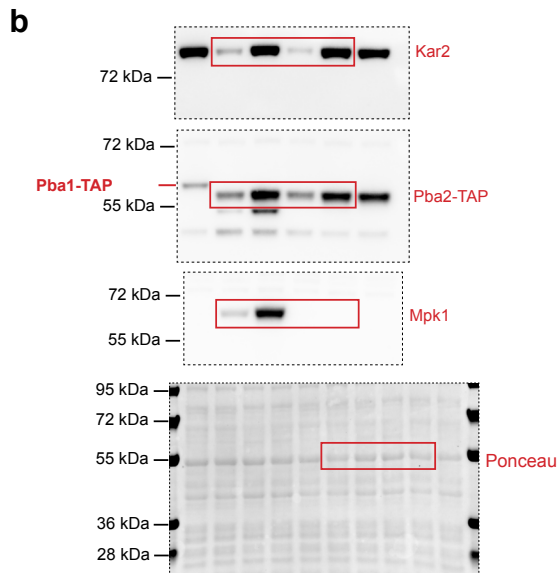 b
Kar2
72 kDa
72 kDa
Pba1-TAP
Pba2-TAP
55 kDa
72 kDa
Mpk1
55 kDa
95 kDa
72 kDa
55 kDa
Ponceau
36 kDa
28 kDa